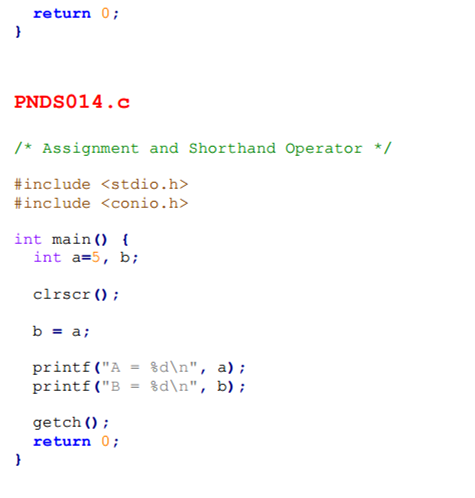 return 0;
}
PNDS014.c
/* Assignment and Shorthand Operator */
#include <stdio.h>
#include <conio.h>
int main() {
  int a=5, b;
  clrscr();
  b = a;
  printf("A = %d\n", a);
  printf("B = %d\n", b);
  getch();
  return 0;
}